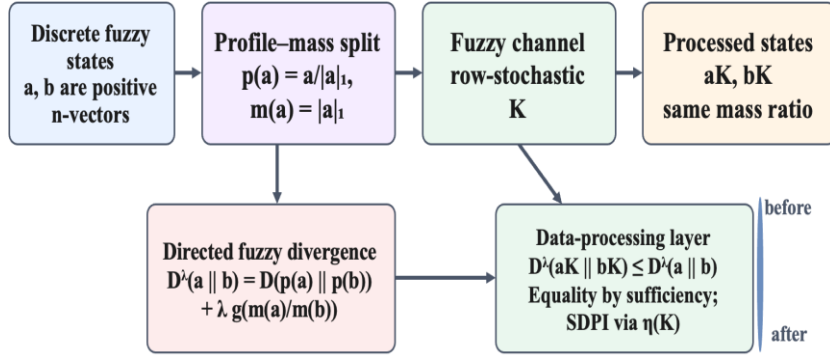 Discrete fuzzy
states
a, b are positive
n-vectors
Profile–mass split
p(a) = a/|a|₁,
m(a) = |a|₁
Fuzzy channel
row-stochastic
K
Processed states
aK, bK
same mass ratio
Directed fuzzy divergence
Dλ(a || b) = D(p(a) || p(b))
+ λ g(m(a)/m(b))
Data-processing layer
Dλ(aK || bK) ≤ Dλ(a || b)
Equality by sufficiency;
SDPI via η(K)
before
after